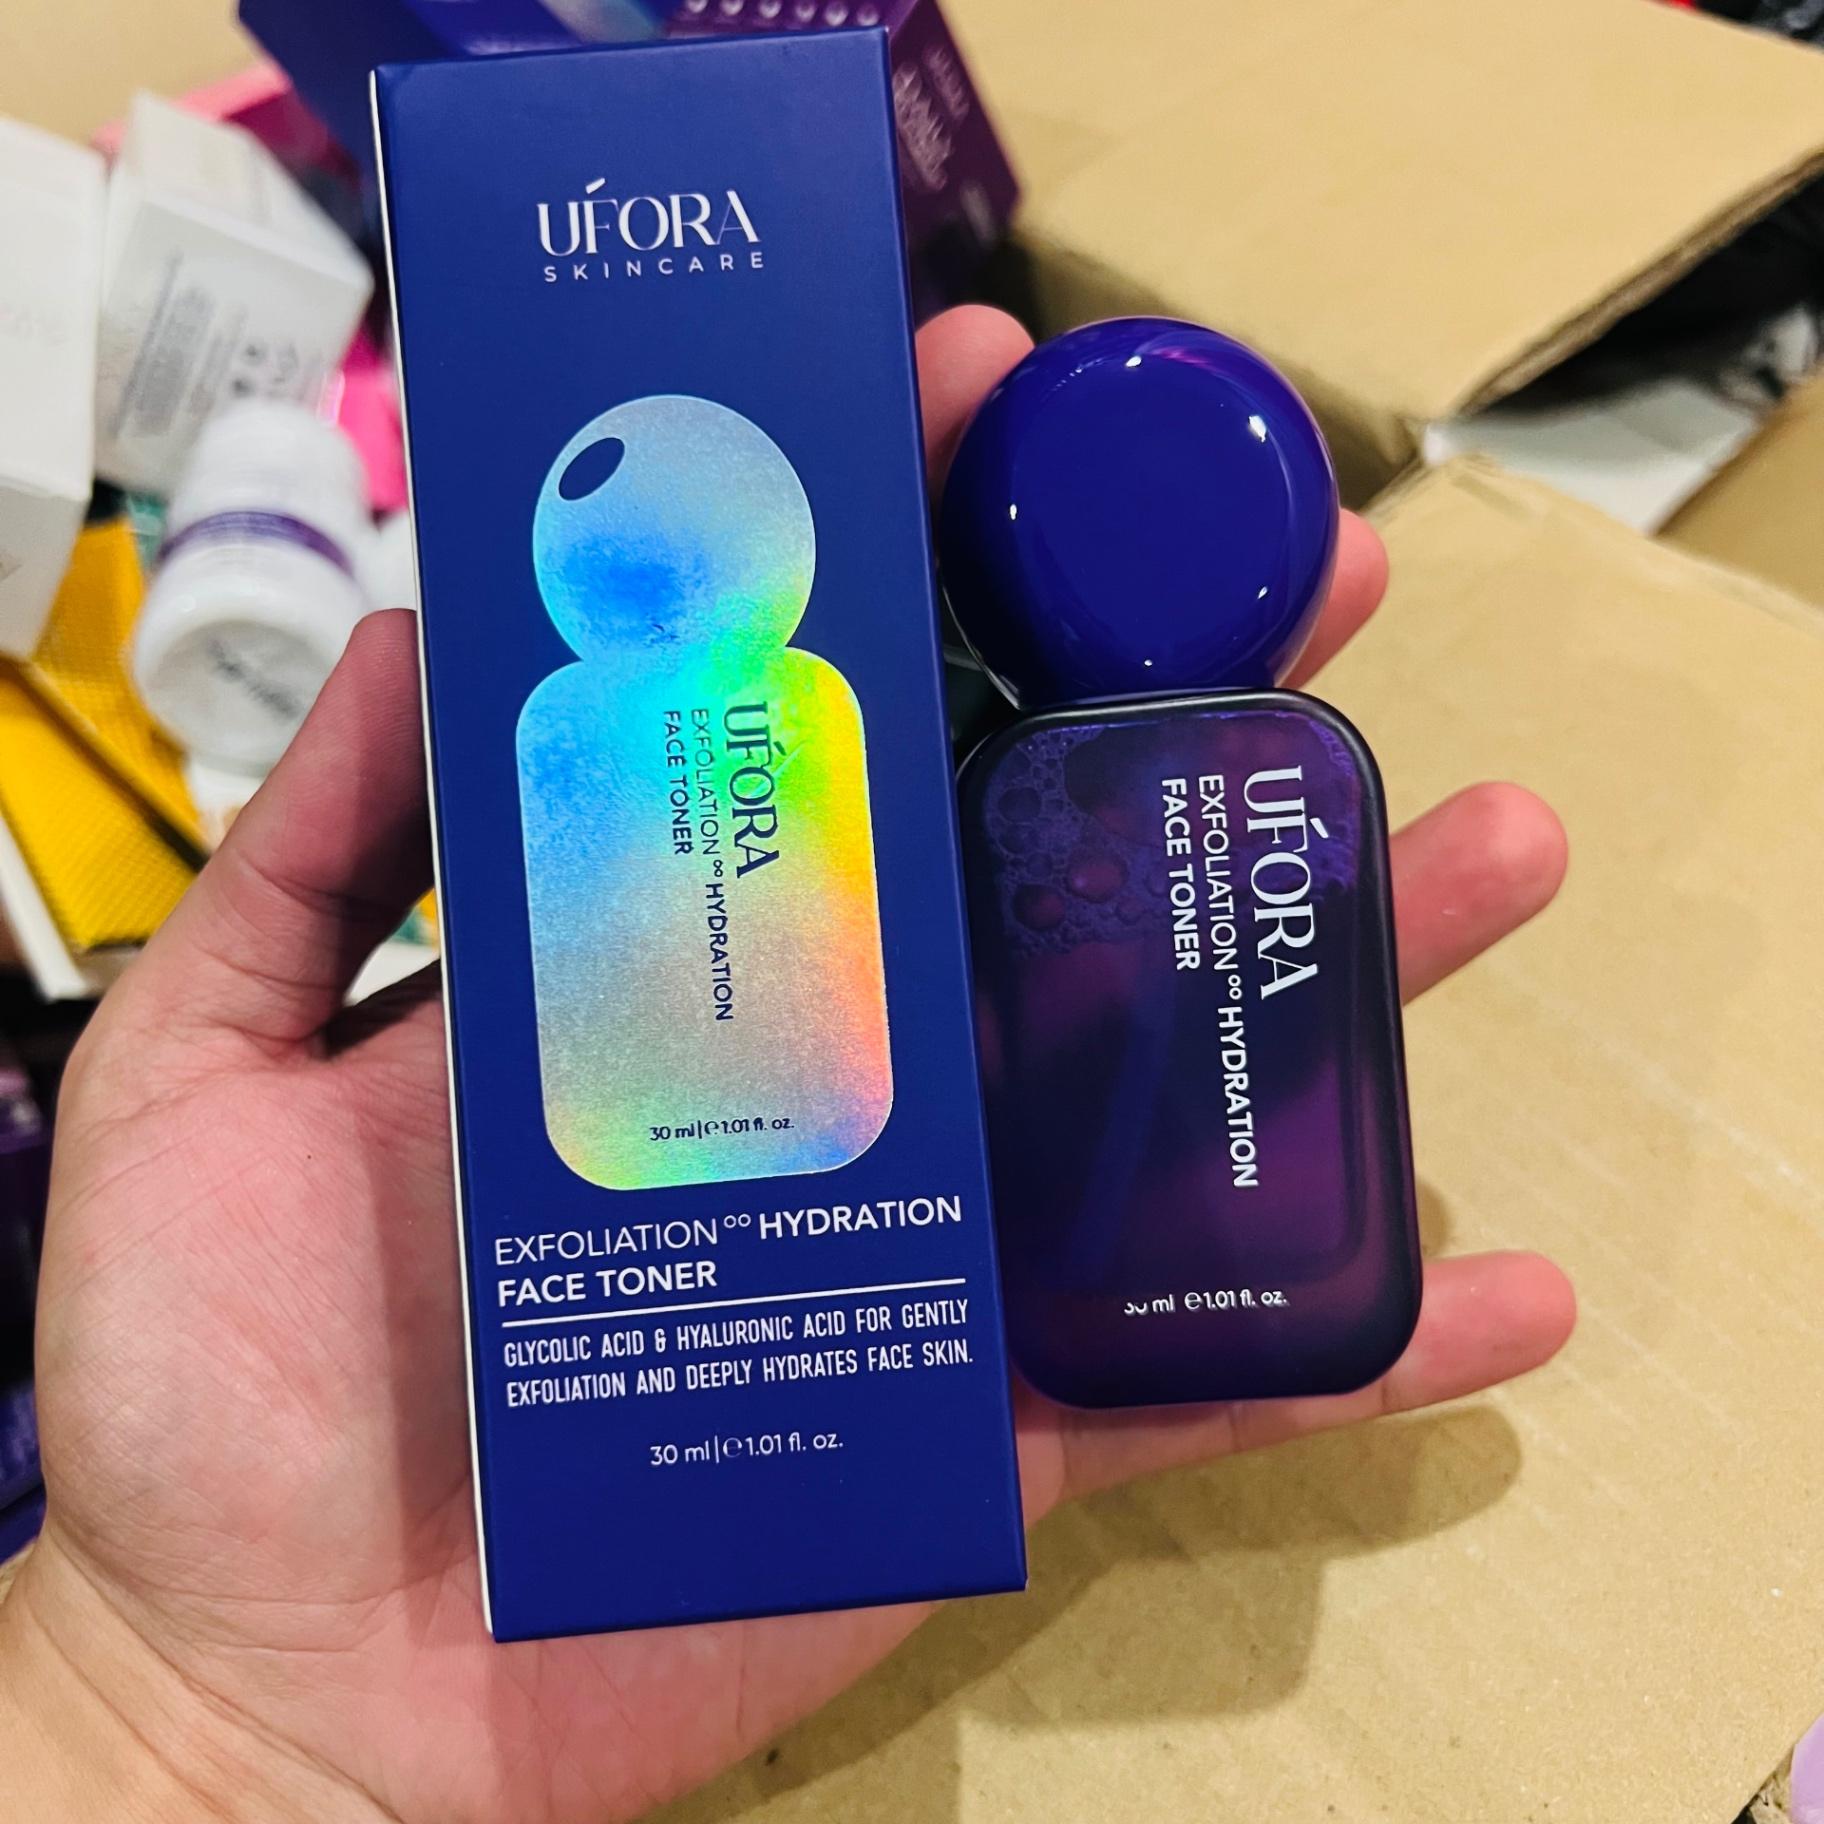 UFORA
SKINCARE
UFORA
EXFOLIATION°°HYDRATION
FACE TONER
30 ml|℮1.01 fl. oz.
EXFOLIATION°°HYDRATION
FACE TONER
GLYCOLIC ACID & HYALURONIC ACID FOR GENTLY
EXFOLIATION AND DEEPLY HYDRATES FACE SKIN.
30 ml|℮1.01 fl. oz.
UFORA
EXFOLIATION°°HYDRATION
FACE TONER
30 ml ℮1.01 fl. oz.